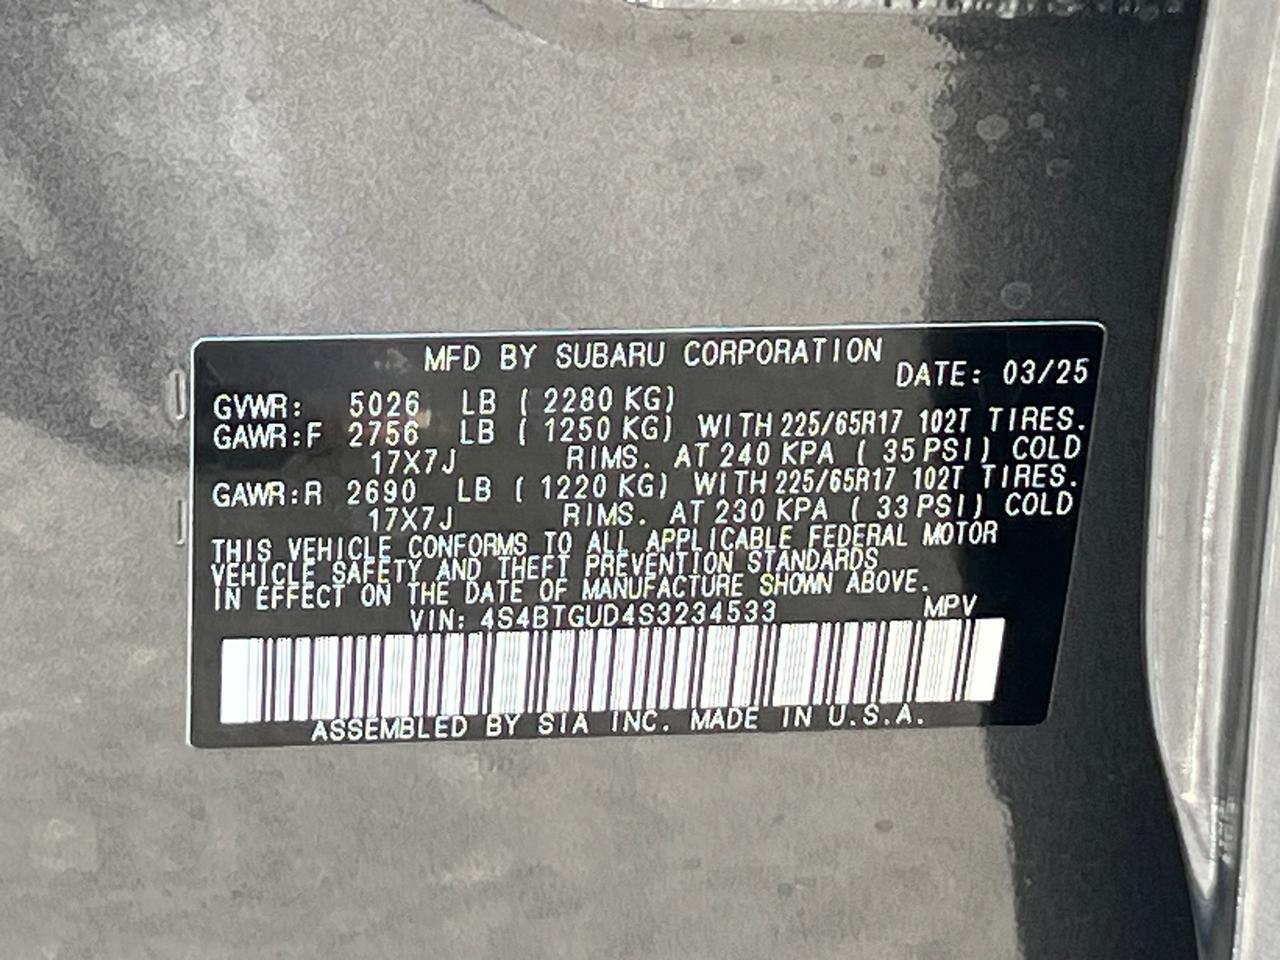 MFD BY SUBARU CORPORATION
DATE: 03/25
GVWR: 5026 LB ( 2280 KG)
GAWR:F 2756 LB ( 1250 KG) WITH 225/65R17 102T TIRES.
17X7J RIMS. AT 240 KPA ( 35 PSI) COLD
GAWR:R 2690 LB ( 1220 KG) WITH 225/65R17 102T TIRES.
17X7J RIMS. AT 230 KPA ( 33 PSI) COLD
THIS VEHICLE CONFORMS TO ALL APPLICABLE FEDERAL MOTOR
VEHICLE SAFETY AND THEFT PREVENTION STANDARDS
IN EFFECT ON THE DATE OF MANUFACTURE SHOWN ABOVE.
VIN: 4S4BTGUD4S3234533 MPV
ASSEMBLED BY SIA INC. MADE IN U.S.A.